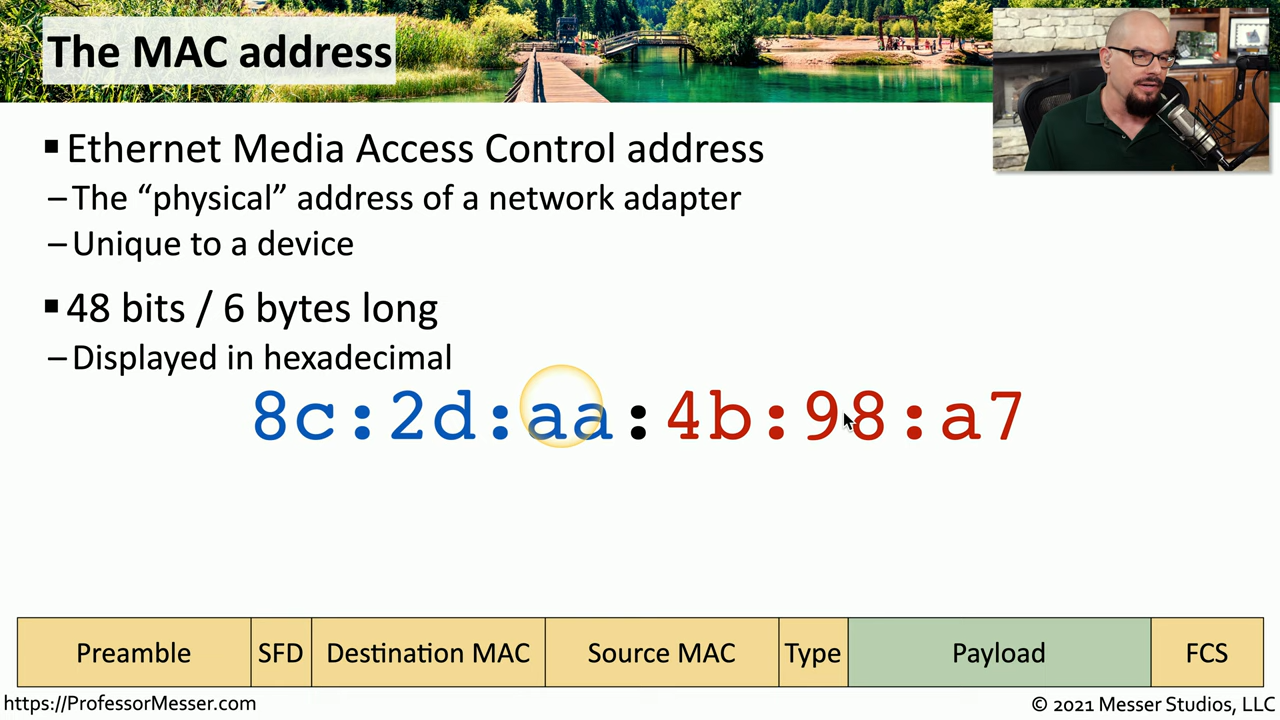 The MAC address
▪ Ethernet Media Access Control address
– The “physical” address of a network adapter
– Unique to a device
▪ 48 bits / 6 bytes long
– Displayed in hexadecimal
8c:2d:aa:4b:98:a7
Preamble SFD Destination MAC Source MAC Type Payload FCS
https://ProfessorMesser.com © 2021 Messer Studios, LLC